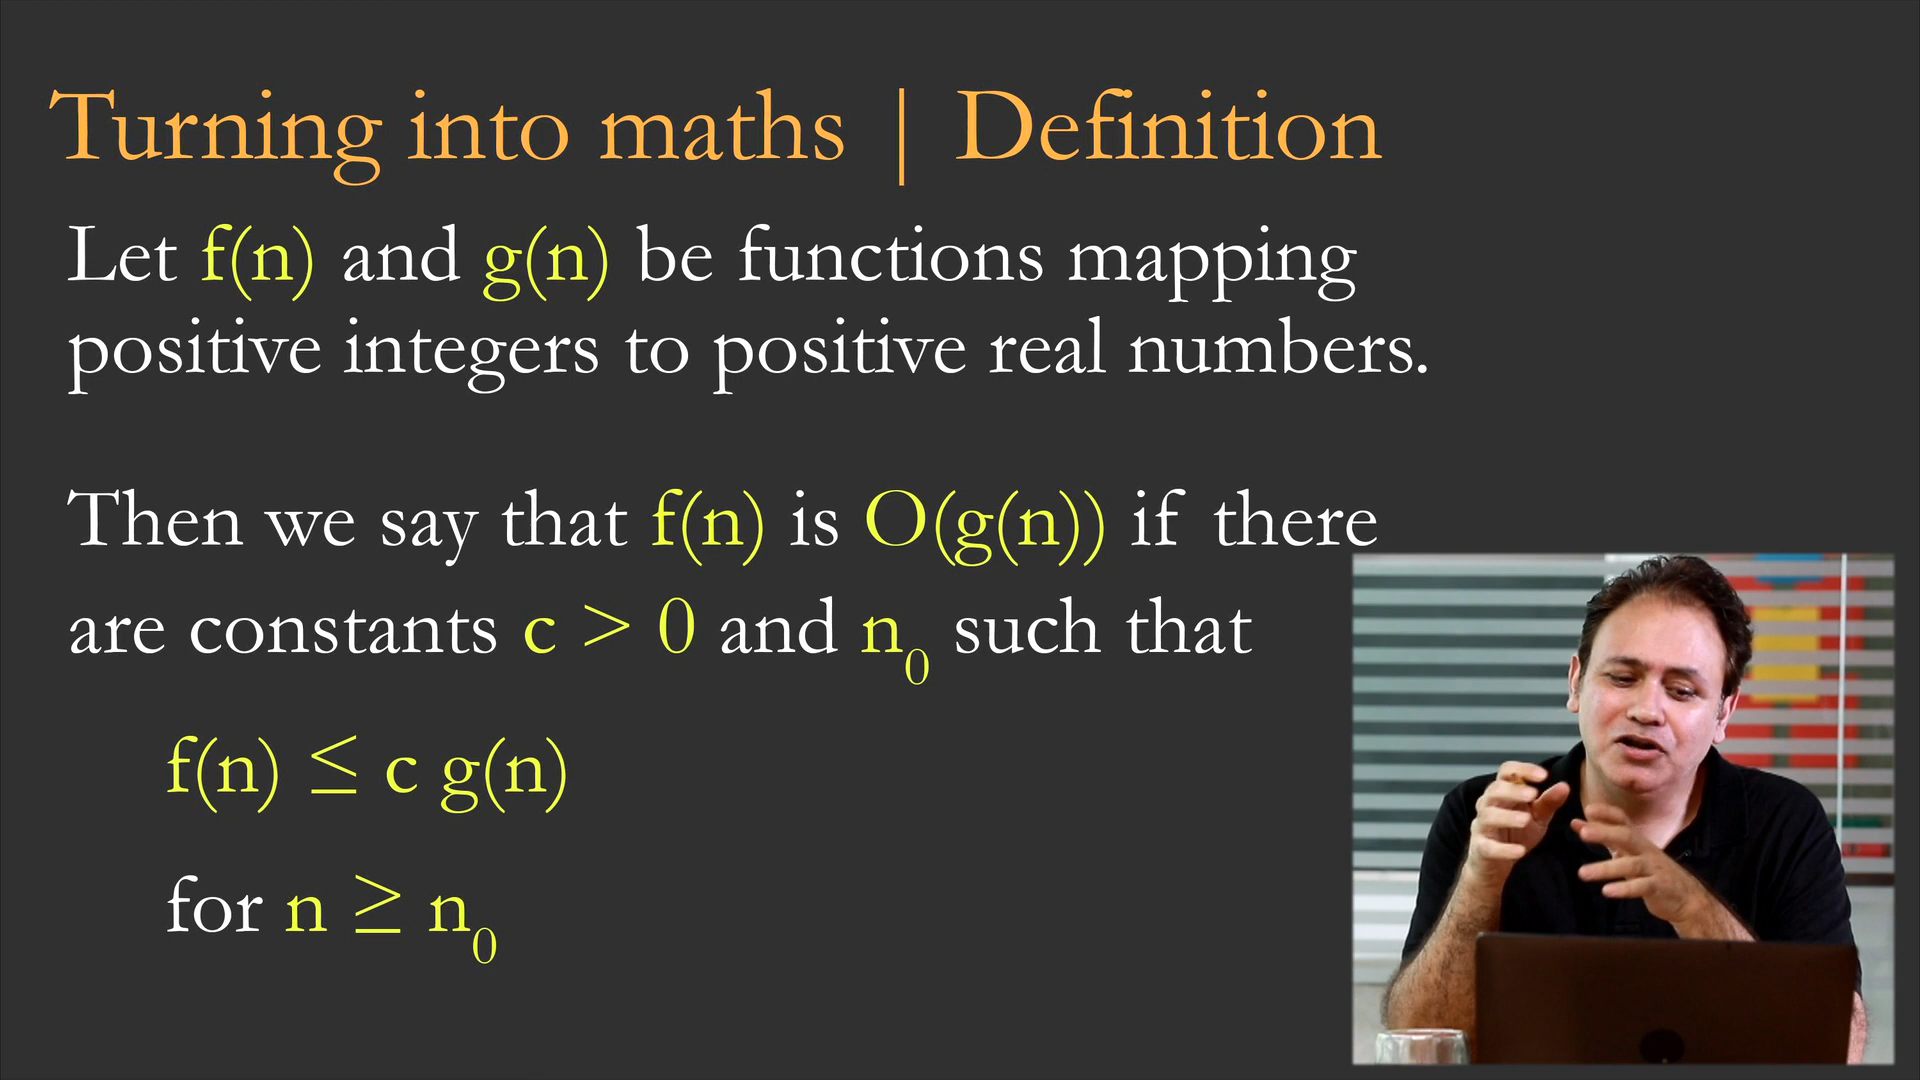 Turning into maths | Definition
Let f(n) and g(n) be functions mapping
positive integers to positive real numbers.
Then we say that f(n) is O(g(n)) if there
are constants c > 0 and n₀ such that
f(n) ≤ c g(n)
for n ≥ n₀